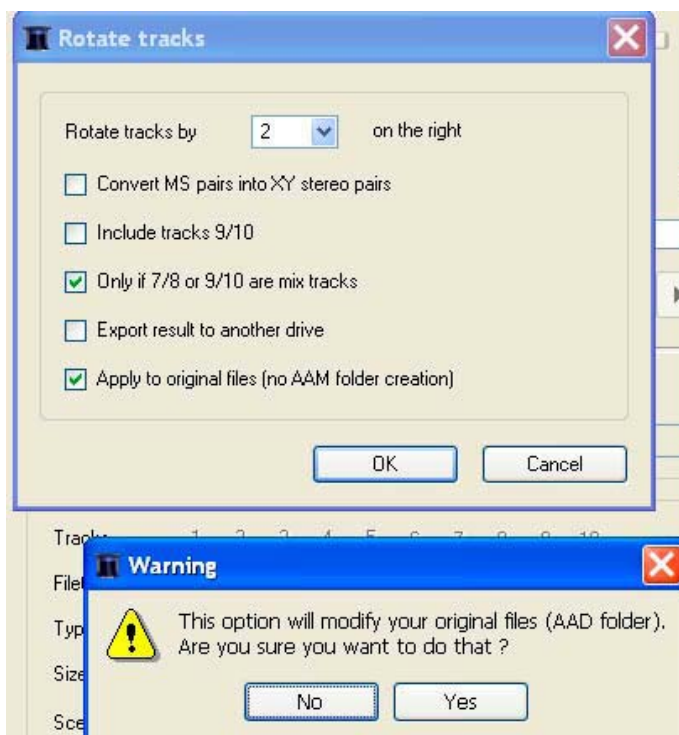 Rotate tracks
Rotate tracks by 2 on the right
Convert MS pairs into XY stereo pairs
Include tracks 9/10
Only if 7/8 or 9/10 are mix tracks
Export result to another drive
Apply to original files (no AAM folder creation)
OK Cancel
1 2 3 4 5 6 7 8 9 10
Warning
This option will modify your original files (AAD folder).
Are you sure you want to do that ?
Typ
Size
No Yes
Sce